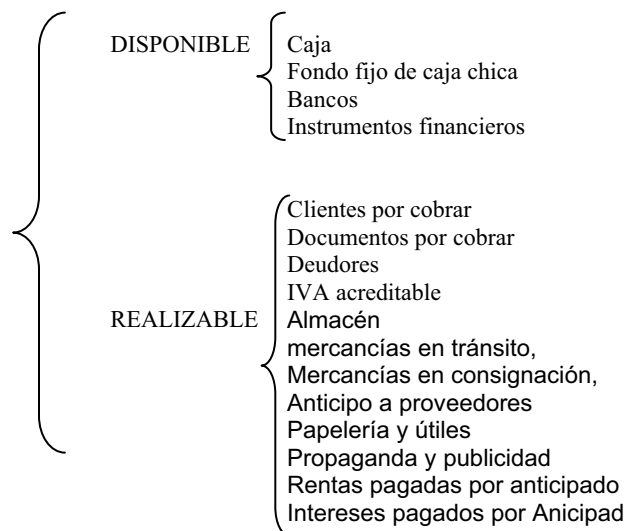 DISPONIBLE
Caja
Fondo fijo de caja chica
Bancos
Instrumentos financieros
REALIZABLE
Clientes por cobrar
Documentos por cobrar
Deudores
IVA acreditable
Almacén
mercancías en tránsito,
Mercancías en consignación,
Anticipo a proveedores
Papelería y útiles
Propaganda y publicidad
Rentas pagadas por anticipado
Intereses pagados por Anicipad